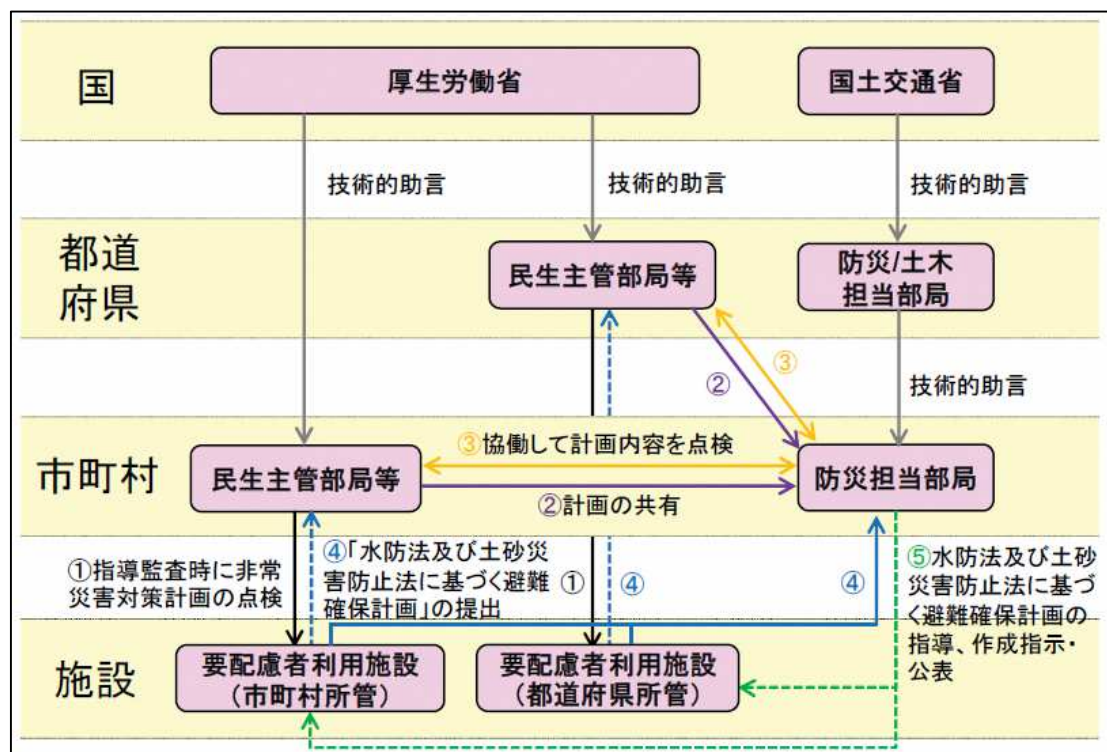 国
厚生労働省
国土交通省
技術的助言
技術的助言
技術的助言
都道
府県
民生主管部局等
防災/土木
担当部局
②
③
技術的助言
市町村
民生主管部局等
③協働して計画内容を点検
②計画の共有
防災担当部局
①指導監査時に非常
災害対策計画の点検
④「水防法及び土砂災
害防止法に基づく避難
確保計画」の提出
①
④
④
⑤水防法及び土砂
災害防止法に基づ
く避難確保計画の
指導、作成指示・
公表
施設
要配慮者利用施設
(市町村所管)
要配慮者利用施設
(都道府県所管)